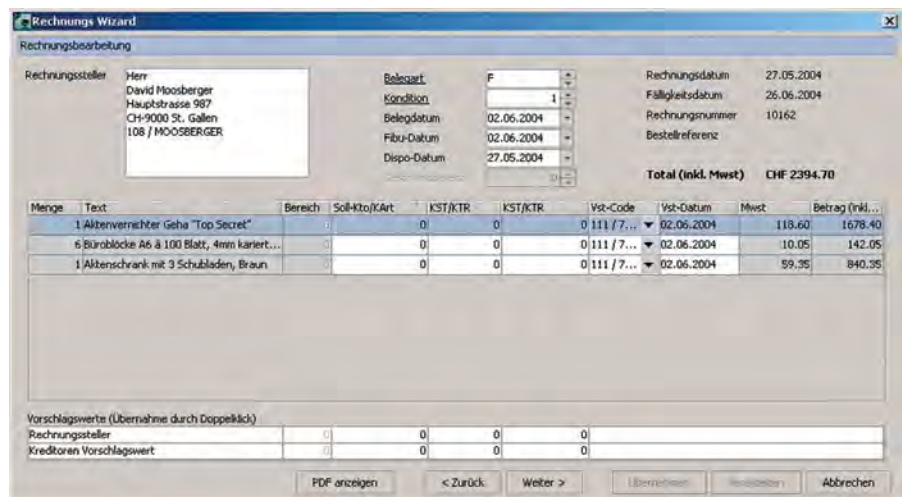 Rechnungs Wizard
Rechnungsbearbeitung
Rechnungssteller
Herr
David Moosberger
Hauptstrasse 987
CH-9000 St. Gallen
108 / MOOSBERGER
Belegart F
Kondition 1
Belegdatum 02.06.2004
Fibu-Datum 02.06.2004
Dispo-Datum 27.05.2004
0
Rechnungsdatum 27.05.2004
Fälligkeitsdatum 26.06.2004
Rechnungsnummer 10162
Bestellreferenz
Total (inkl. Mwst) CHF 2394.70
Menge Text Bereich Soll-Kto/KArt KST/KTR KST/KTR Vst-Code Vst-Datum Mwst Betrag (inkl...
1 Aktenvernichter Geha "Top Secret" 0 0 0 0 111 / 7... 02.06.2004 118.60 1678.40
6 Büroblöcke A6 à 100 Blatt, 4mm kariert... 0 0 0 0 111 / 7... 02.06.2004 10.05 142.05
1 Aktenschrank mit 3 Schubladen, Braun 0 0 0 0 111 / 7... 02.06.2004 59.35 840.35
Vorschlagswerte (Übernahme durch Doppelklick)
Rechnungssteller 0 0 0 0
Kreditoren Vorschlagswert 0 0 0 0
PDF anzeigen < Zurück Weiter > Übernehmen Abbrechen